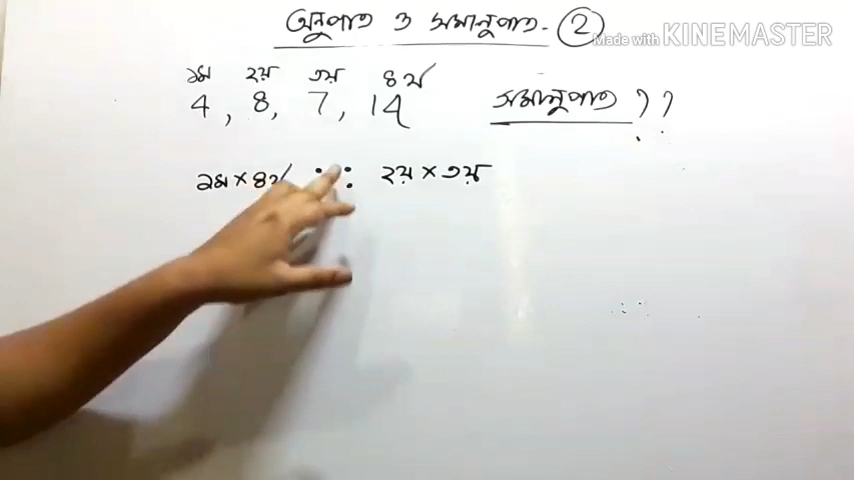 অনুপাত ও সমানুপাত - 2
Made with KINEMASTER
১ম ২য় ৩য় ৪র্থ
4, 8, 7, 14
সমানুপাত ??
১ম × ৪র্থ :: ২য় × ৩য়